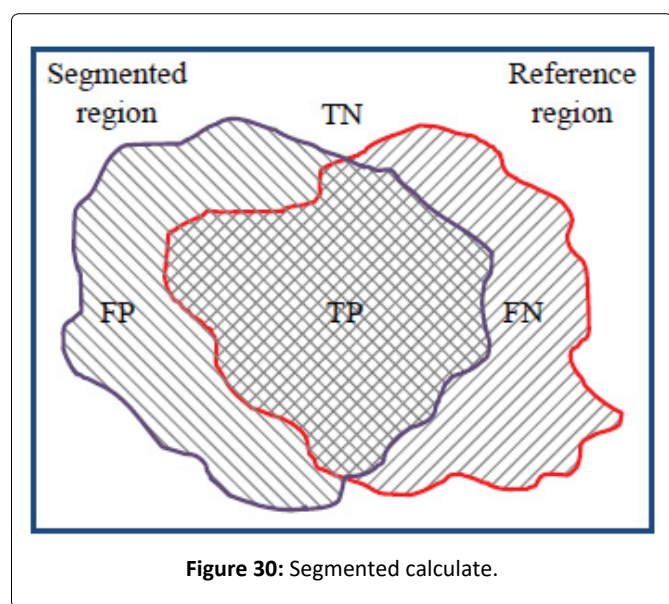 Segmented
region
TN
Reference
region
FP
TP
FN
Figure 30: Segmented calculate.